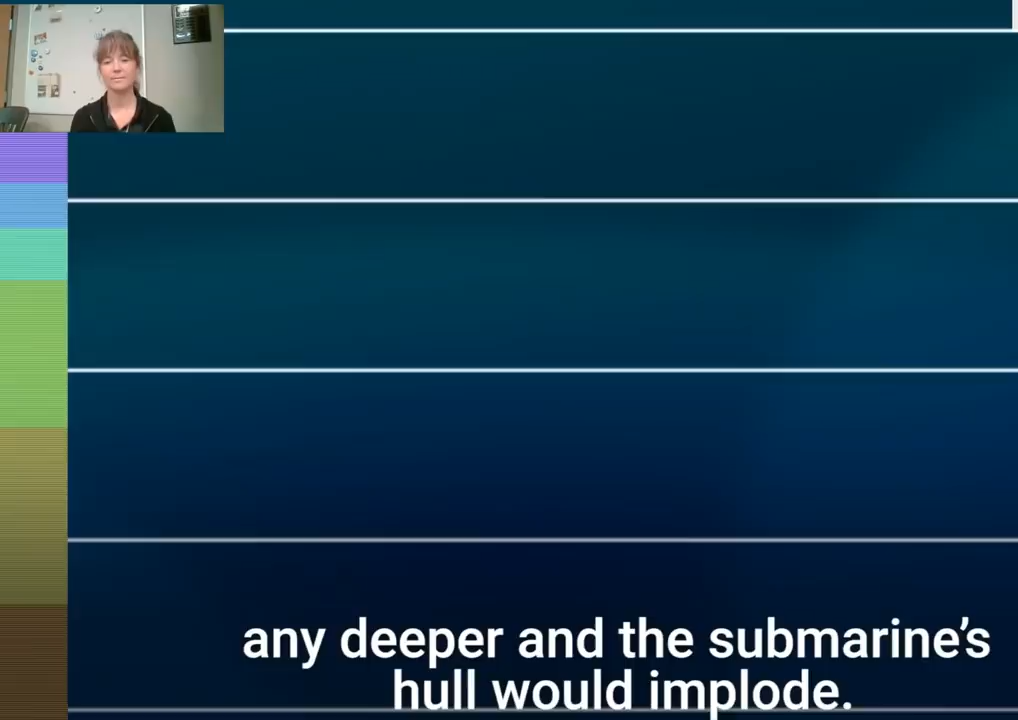 any deeper and the submarine’s
hull would implode.